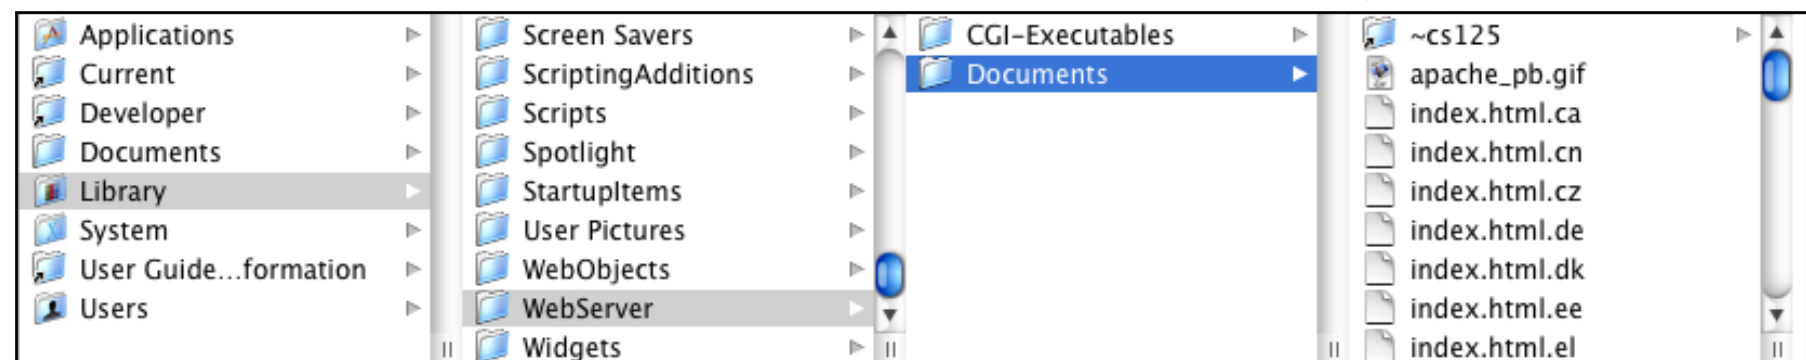 Applications
Current
Developer
Documents
Library
System
User Guide...formation
Users
Screen Savers
ScriptingAdditions
Scripts
Spotlight
StartupItems
User Pictures
WebObjects
WebServer
Widgets
CGI-Executables
Documents
~cs125
apache_pb.gif
index.html.ca
index.html.cn
index.html.cz
index.html.de
index.html.dk
index.html.ee
index.html.el